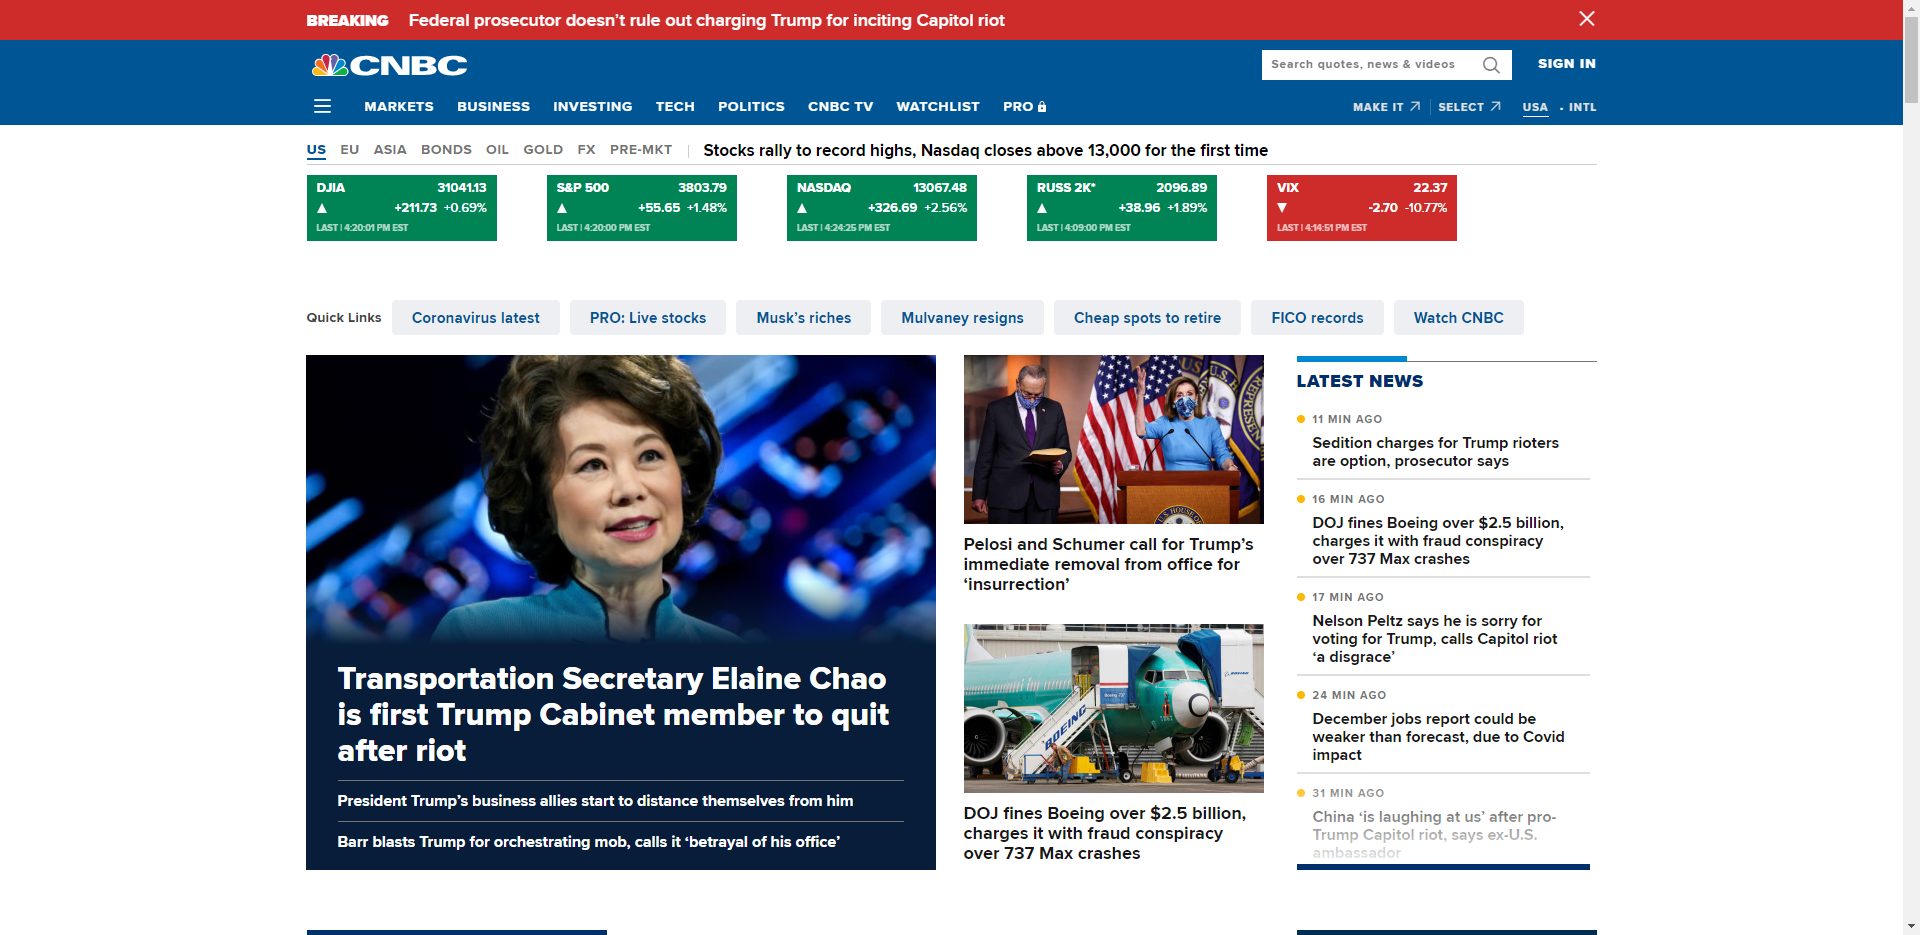 BREAKING Federal prosecutor doesn’t rule out charging Trump for inciting Capitol riot
CNBC
Search quotes, news & videos
SIGN IN
MARKETS BUSINESS INVESTING TECH POLITICS CNBC TV WATCHLIST PRO
MAKE IT SELECT USA • INTL
US EU ASIA BONDS OIL GOLD FX PRE-MKT
Stocks rally to record highs, Nasdaq closes above 13,000 for the first time
DJIA 31041.13
+211.73 +0.69%
LAST | 4:20:01 PM EST
S&P 500 3803.79
+55.65 +1.48%
LAST | 4:20:00 PM EST
NASDAQ 13067.48
+326.69 +2.56%
LAST | 4:24:25 PM EST
RUSS 2K* 2096.89
+38.96 +1.89%
LAST | 4:09:00 PM EST
VIX 22.37
-2.70 -10.77%
LAST | 4:14:51 PM EST
Quick Links Coronavirus latest PRO: Live stocks Musk’s riches Mulvaney resigns Cheap spots to retire FICO records Watch CNBC
Transportation Secretary Elaine Chao
is first Trump Cabinet member to quit
after riot
President Trump’s business allies start to distance themselves from him
Barr blasts Trump for orchestrating mob, calls it ‘betrayal of his office’
U.S. HOUSE OF
Pelosi and Schumer call for Trump’s
immediate removal from office for
‘insurrection’
BOEING
DOJ fines Boeing over $2.5 billion,
charges it with fraud conspiracy
over 737 Max crashes
LATEST NEWS
11 MIN AGO
Sedition charges for Trump rioters
are option, prosecutor says
16 MIN AGO
DOJ fines Boeing over $2.5 billion,
charges it with fraud conspiracy
over 737 Max crashes
17 MIN AGO
Nelson Peltz says he is sorry for
voting for Trump, calls Capitol riot
‘a disgrace’
24 MIN AGO
December jobs report could be
weaker than forecast, due to Covid
impact
31 MIN AGO
China ‘is laughing at us’ after pro-
Trump Capitol riot, says ex-U.S.
ambassador